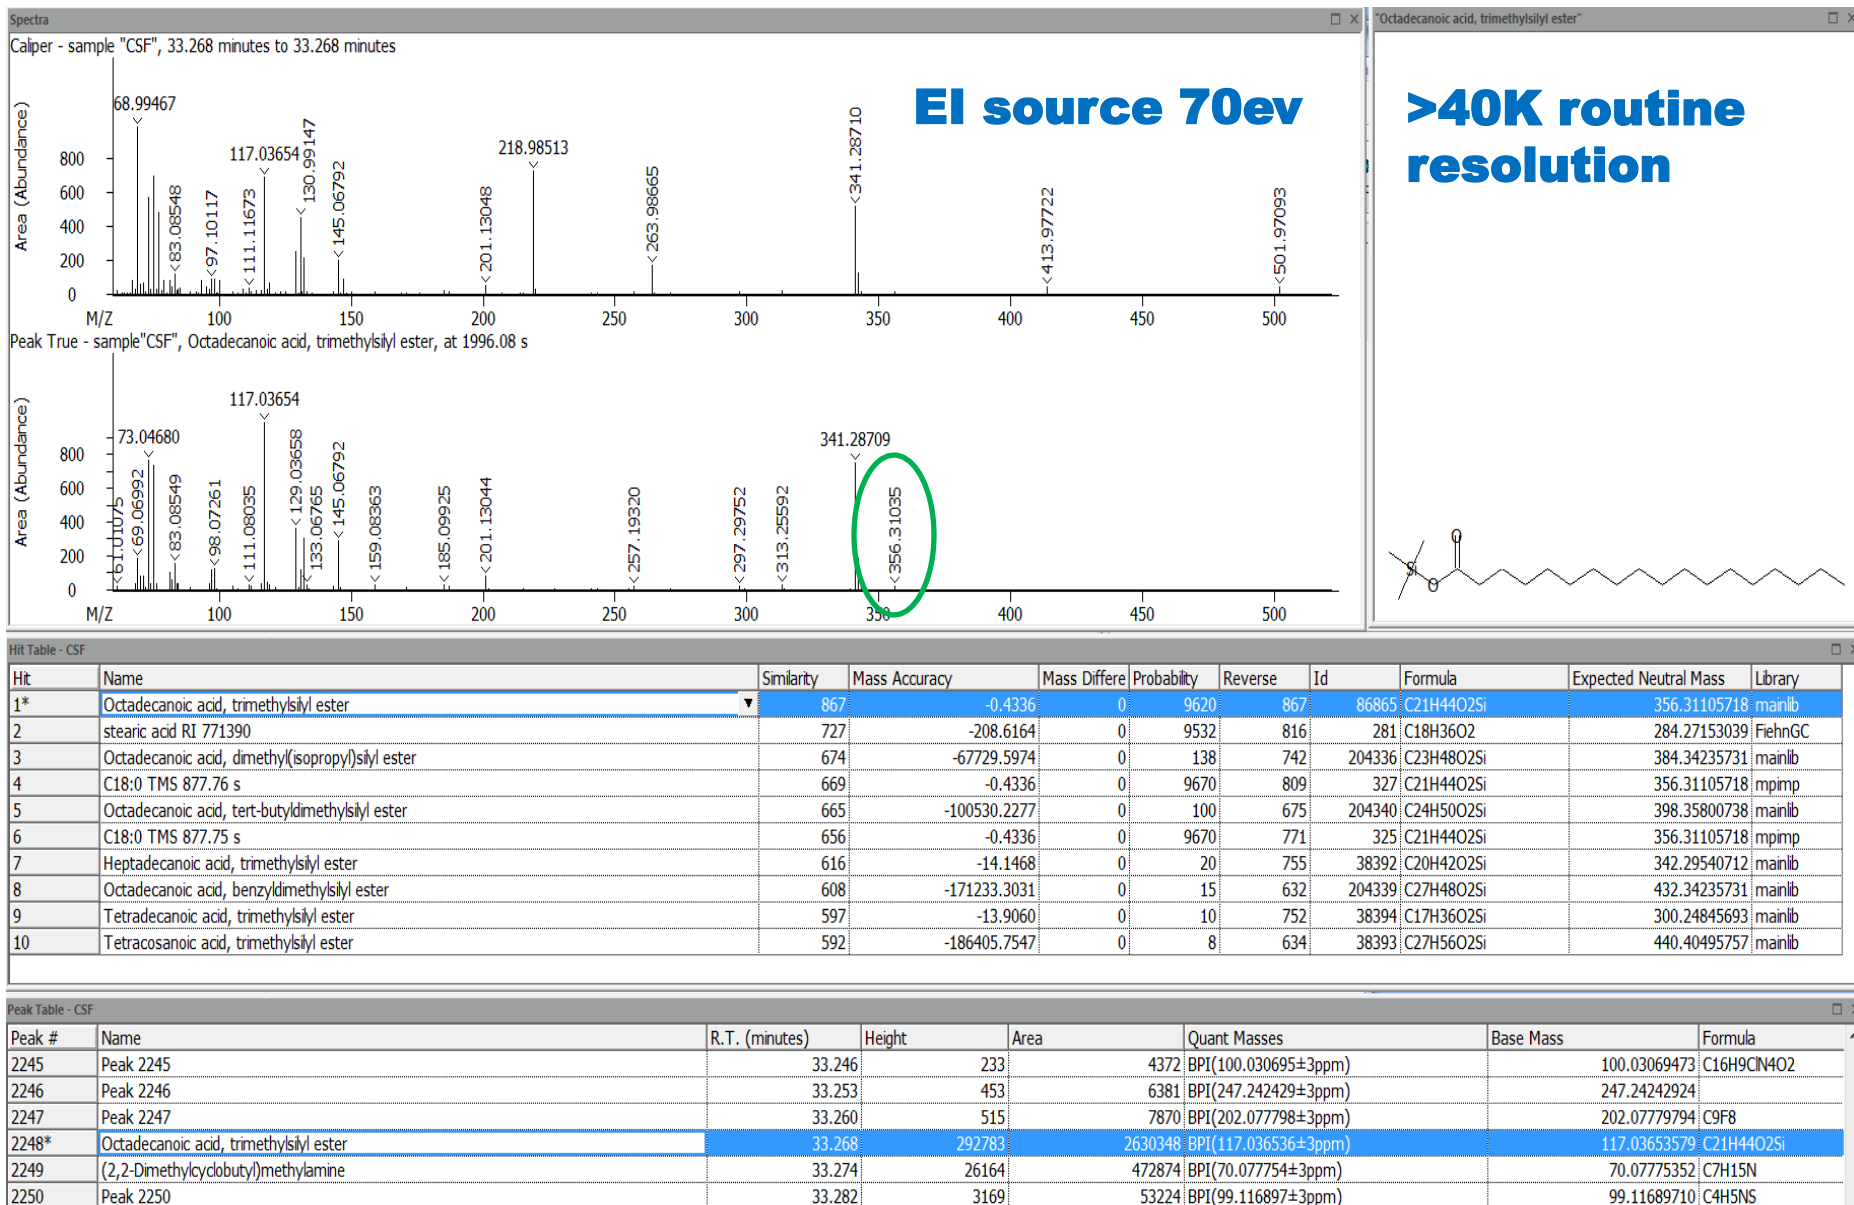 Spectra
Caliper - sample "CSF", 33.268 minutes to 33.268 minutes
EI source 70ev
Area (Abundance)
800
600
400
200
0
68.99467
83.08548
97.10117
111.11673
117.03654
130.99147
145.06792
201.13048
218.98513
263.98665
341.28710
413.97722
501.97093
M/Z 100 150 200 250 300 350 400 450 500
Peak True - sample"CSF", Octadecanoic acid, trimethylsilyl ester, at 1996.08 s
Area (Abundance)
800
600
400
200
0
61.01075
69.06992
73.04680
83.08549
98.07261
111.08035
117.03654
129.03658
133.06765
145.06792
159.08363
185.09925
201.13044
257.19320
297.29752
313.25592
341.28709
356.31035
M/Z 100 150 200 250 300 350 400 450 500
"Octadecanoic acid, trimethylsilyl ester"
>40K routine
resolution
O
Si
O
Hit Table - CSF
Hit Name Similarity Mass Accuracy Mass Differe Probability Reverse Id Formula Expected Neutral Mass Library
1* Octadecanoic acid, trimethylsilyl ester 867 -0.4336 0 9620 867 86865 C21H44O2Si 356.31105718 mainlib
2 stearic acid RI 771390 727 -208.6164 0 9532 816 281 C18H36O2 284.27153039 FiehnGC
3 Octadecanoic acid, dimethyl(isopropyl)silyl ester 674 -67729.5974 0 138 742 204336 C23H48O2Si 384.34235731 mainlib
4 C18:0 TMS 877.76 s 669 -0.4336 0 9670 809 327 C21H44O2Si 356.31105718 mpimp
5 Octadecanoic acid, tert-butyldimethylsilyl ester 665 -100530.2277 0 100 675 204340 C24H50O2Si 398.35800738 mainlib
6 C18:0 TMS 877.75 s 656 -0.4336 0 9670 771 325 C21H44O2Si 356.31105718 mpimp
7 Heptadecanoic acid, trimethylsilyl ester 616 -14.1468 0 20 755 38392 C20H42O2Si 342.29540712 mainlib
8 Octadecanoic acid, benzyldimethylsilyl ester 608 -171233.3031 0 15 632 204339 C27H48O2Si 432.34235731 mainlib
9 Tetradecanoic acid, trimethylsilyl ester 597 -13.9060 0 10 752 38394 C17H36O2Si 300.24845693 mainlib
10 Tetracosanoic acid, trimethylsilyl ester 592 -186405.7547 0 8 634 38393 C27H56O2Si 440.40495757 mainlib
Peak Table - CSF
Peak # Name R.T. (minutes) Height Area Quant Masses Base Mass Formula
2245 Peak 2245 33.246 233 4372 BPI(100.030695±3ppm) 100.03069473 C16H9ClN4O2
2246 Peak 2246 33.253 453 6381 BPI(247.242429±3ppm) 247.24242924
2247 Peak 2247 33.260 515 7870 BPI(202.077798±3ppm) 202.07779794 C9F8
2248* Octadecanoic acid, trimethylsilyl ester 33.268 292783 2630348 BPI(117.036536±3ppm) 117.03653579 C21H44O2Si
2249 (2,2-Dimethylcyclobutyl)methylamine 33.274 26164 472874 BPI(70.077754±3ppm) 70.07775352 C7H15N
2250 Peak 2250 33.282 3169 53224 BPI(99.116897±3ppm) 99.11689710 C4H5NS